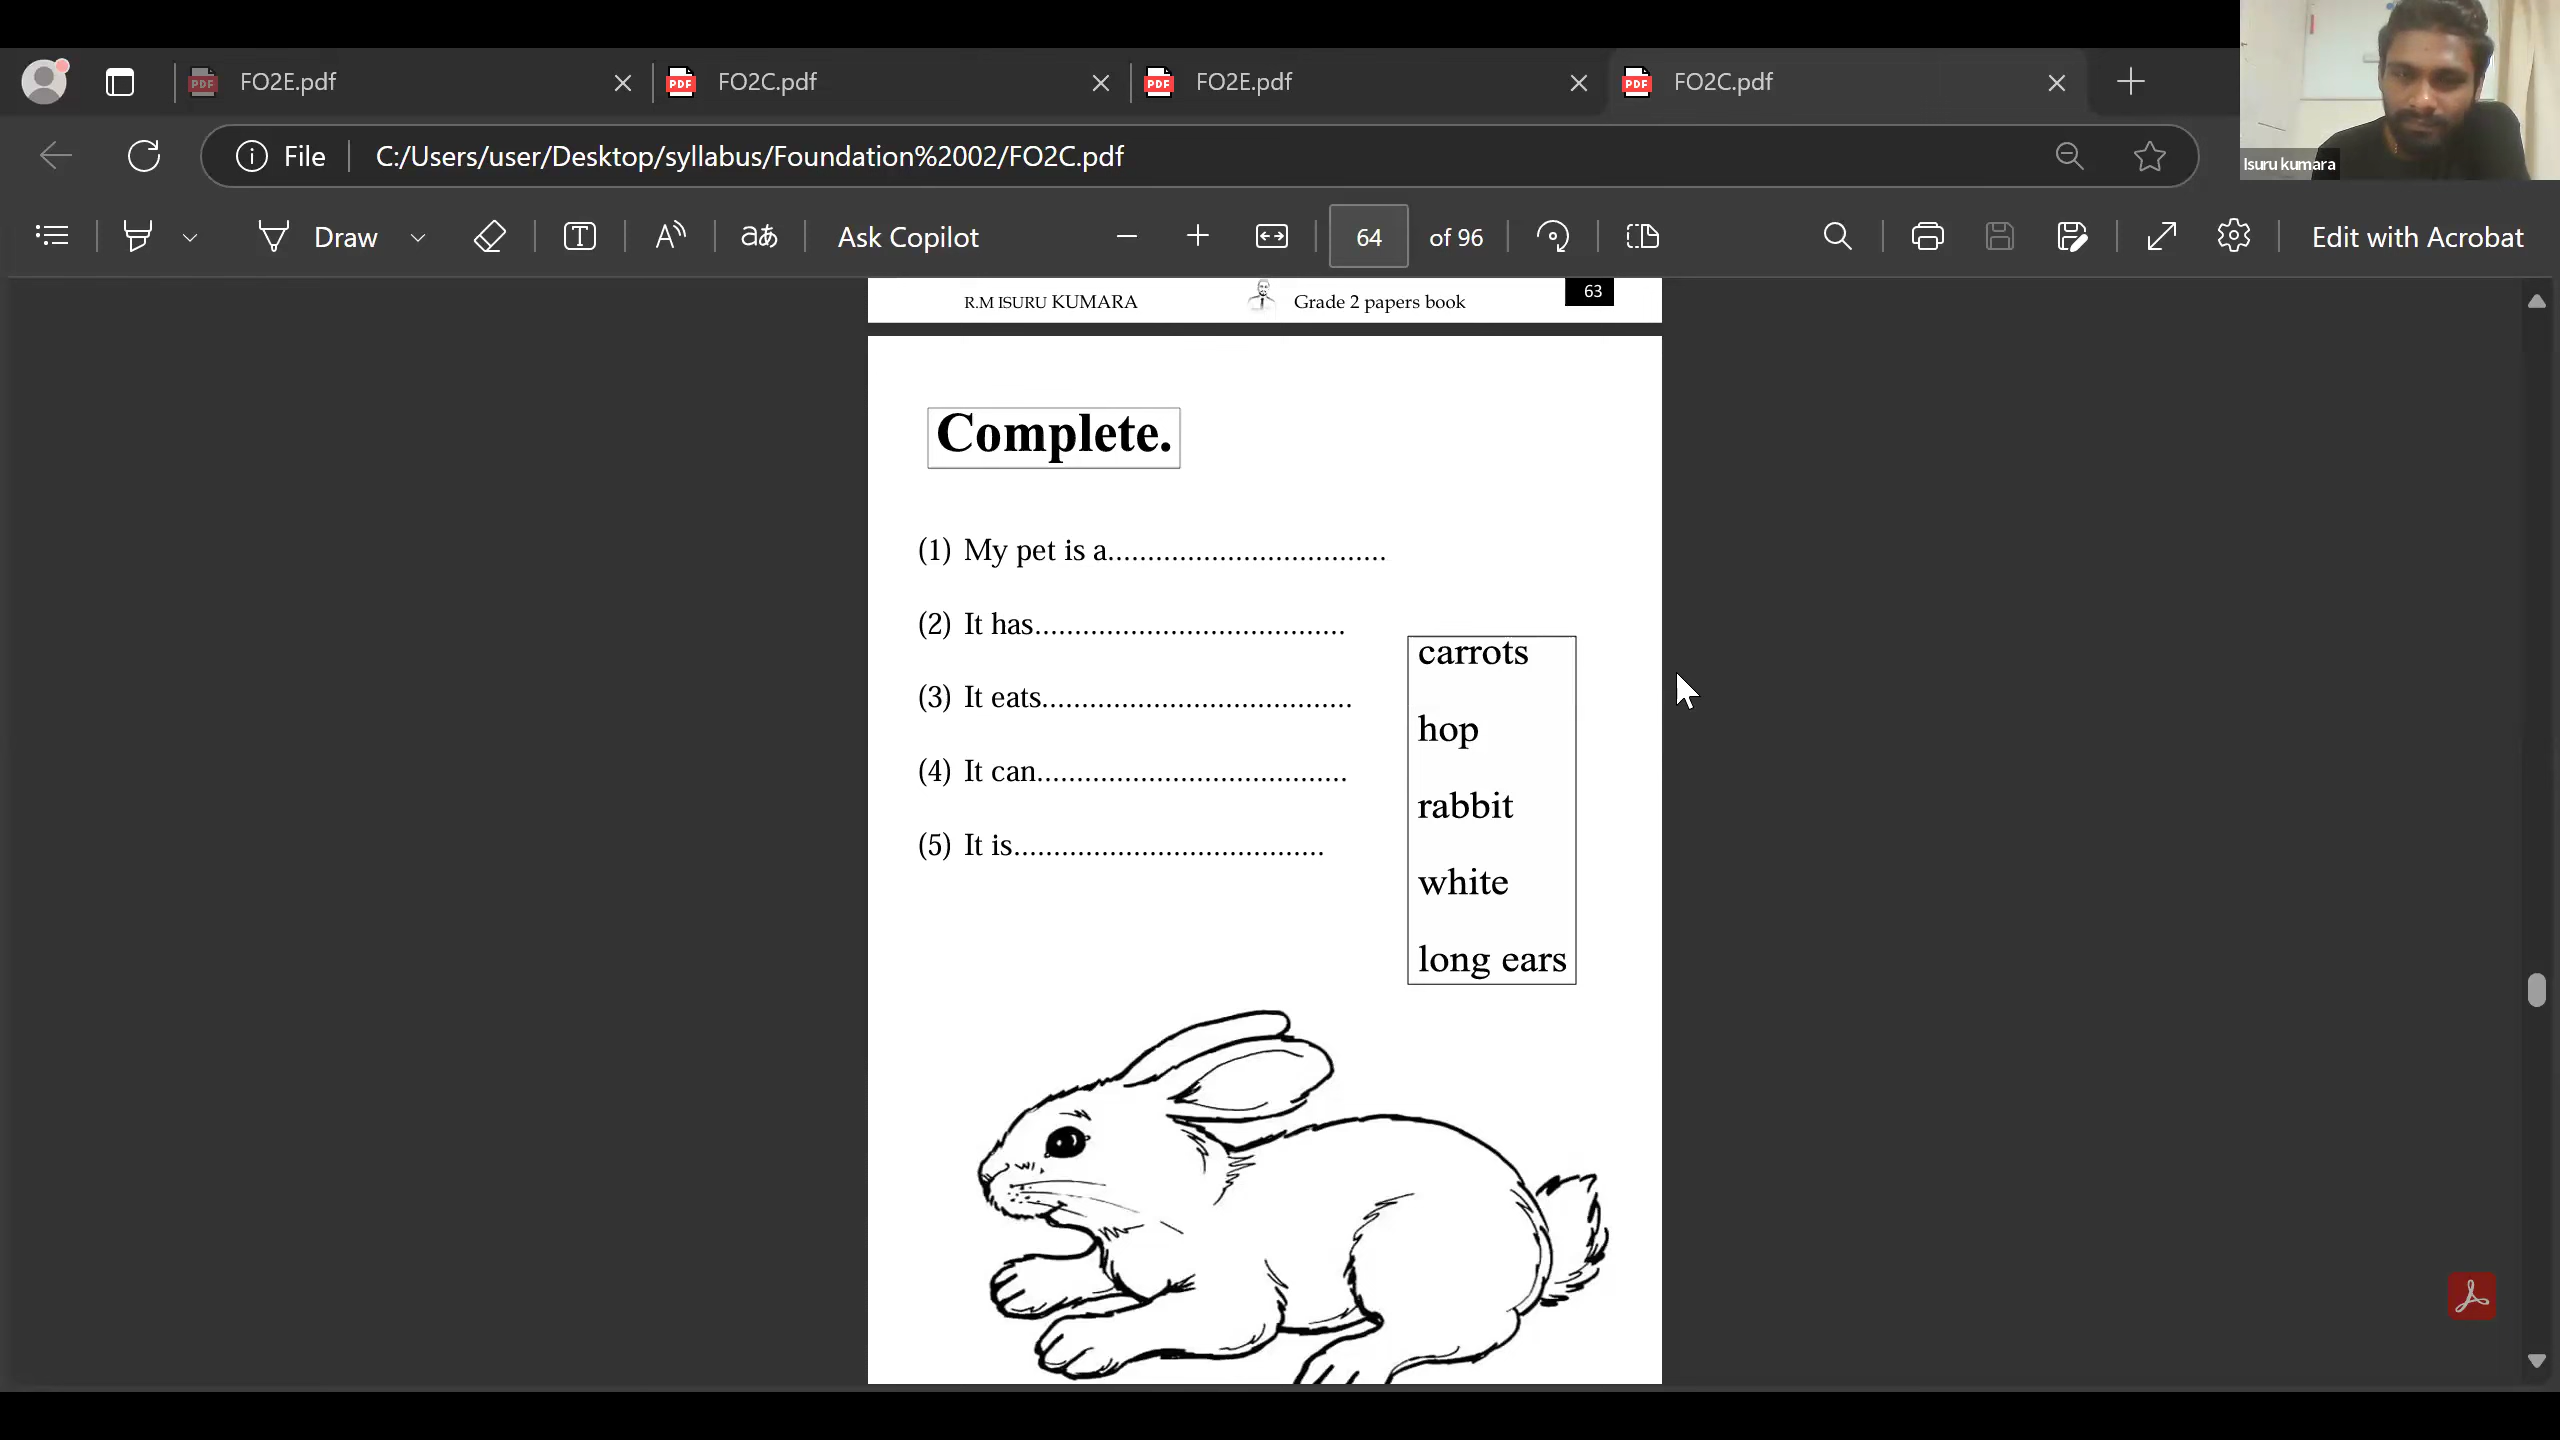 FO2E.pdf FO2C.pdf FO2E.pdf FO2C.pdf
File C:/Users/user/Desktop/syllabus/Foundation%2002/FO2C.pdf
Isuru kumara
Draw aあ Ask Copilot 64 of 96 Edit with Acrobat
R.M ISURU KUMARA Grade 2 papers book 63
Complete.
(1) My pet is a...................................
(2) It has.......................................
(3) It eats.......................................
(4) It can.......................................
(5) It is.......................................
carrots
hop
rabbit
white
long ears